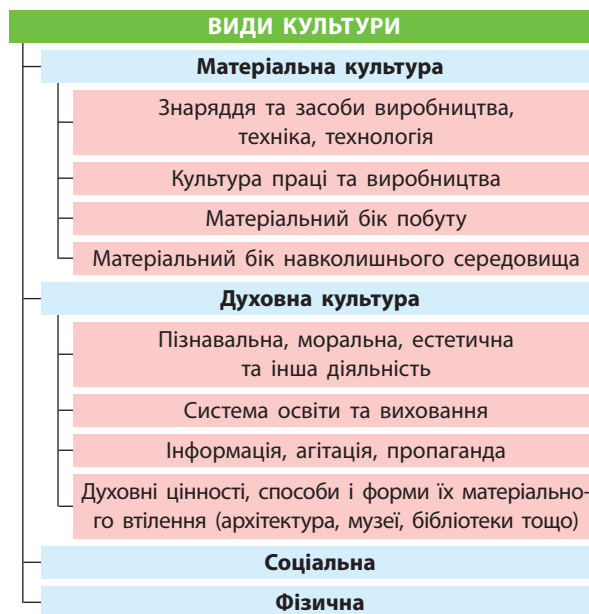 ВИДИ КУЛЬТУРИ
Матеріальна культура
Знаряддя та засоби виробництва,
техніка, технологія
Культура праці та виробництва
Матеріальний бік побуту
Матеріальний бік навколишнього середовища
Духовна культура
Пізнавальна, моральна, естетична
та інша діяльність
Система освіти та виховання
Інформація, агітація, пропаганда
Духовні цінності, способи і форми їх матеріально-
го втілення (архітектура, музеї, бібліотеки тощо)
Соціальна
Фізична